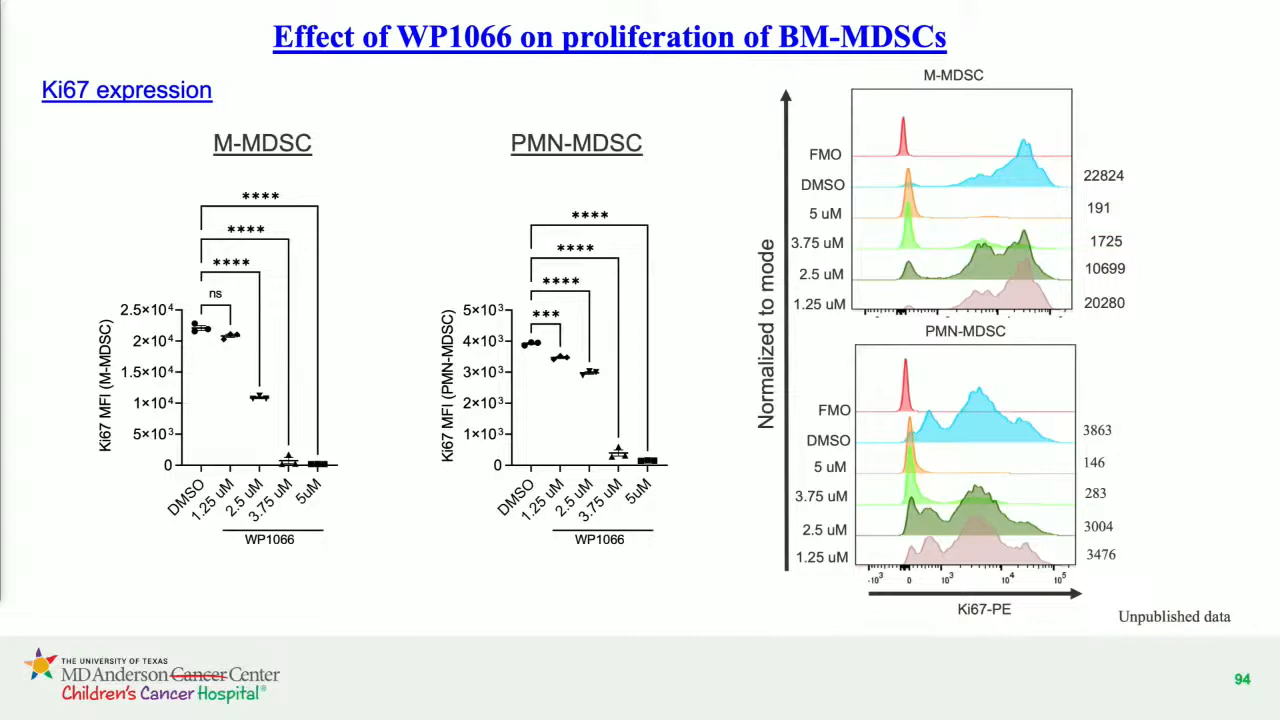 Effect of WP1066 on proliferation of BM-MDSCs
Ki67 expression
M-MDSC
****
****
****
ns
2.5×10⁴
2×10⁴
1.5×10⁴
1×10⁴
5×10³
0
Ki67 MFI (M-MDSC)
DMSO
1.25 uM
2.5 uM
3.75 uM
5uM
WP1066
PMN-MDSC
****
****
****
***
5×10³
4×10³
3×10³
2×10³
1×10³
0
Ki67 MFI (PMN-MDSC)
DMSO
1.25 uM
2.5 uM
3.75 uM
5uM
WP1066
Normalized to mode
M-MDSC
FMO
DMSO 22824
5 uM 191
3.75 uM 1725
2.5 uM 10699
1.25 uM 20280
PMN-MDSC
FMO
DMSO 3863
5 uM 146
3.75 uM 283
2.5 uM 3004
1.25 uM 3476
-10³ 0 10³ 10⁴ 10⁵
Ki67-PE
Unpublished data
THE UNIVERSITY OF TEXAS
MD Anderson Cancer Center
Children's Cancer Hospital®
94